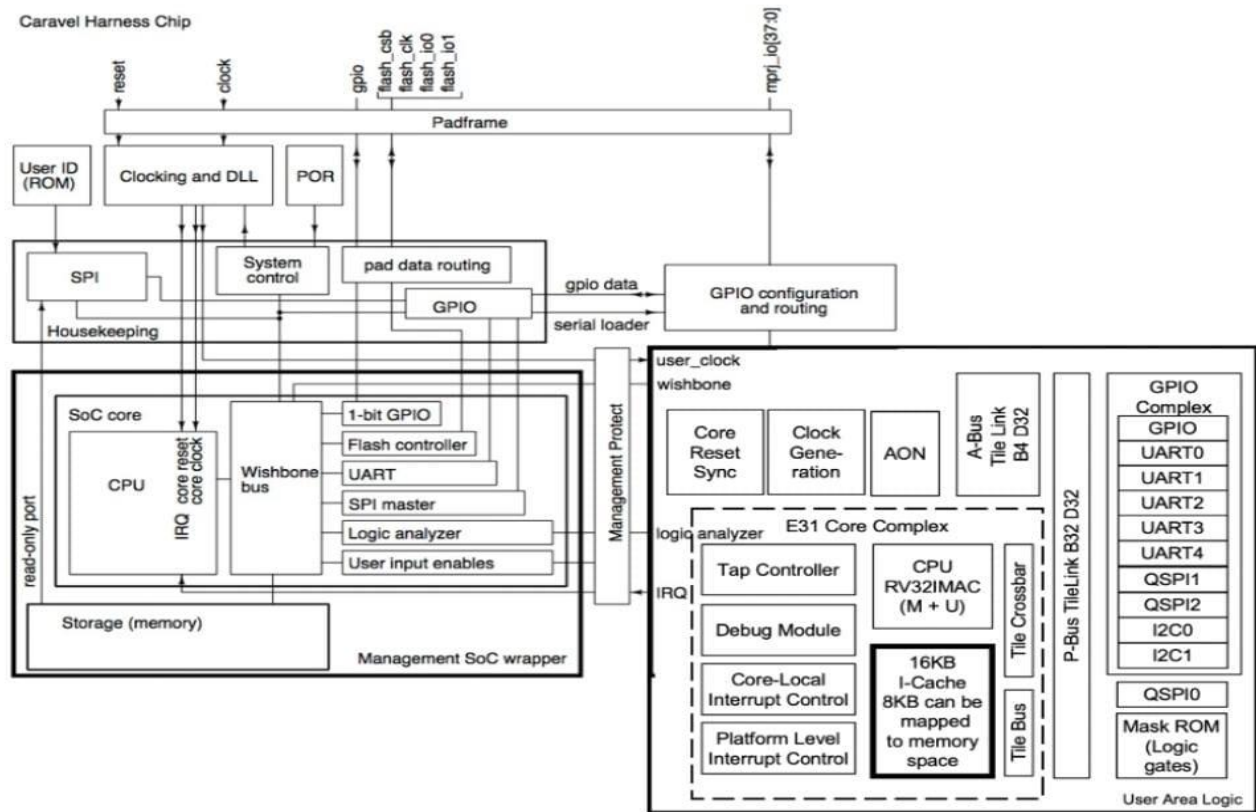 Caravel Harness Chip
reset
clock
gpio
flash_csb
flash_clk
flash_io0
flash_io1
mprj_io[37:0]
Padframe
User ID
(ROM)
Clocking and DLL
POR
SPI
System
control
pad data routing
GPIO
Housekeeping
gpio data
serial loader
GPIO configuration
and routing
read-only port
SoC core
CPU
IRQ
core reset
core clock
Wishbone
bus
1-bit GPIO
Flash controller
UART
SPI master
Logic analyzer
User input enables
Storage (memory)
Management SoC wrapper
Management Protect
user_clock
wishbone
logic analyzer
IRQ
Core
Reset
Sync
Clock
Gene-
ration
AON
A-Bus
Tile Link
B4 D32
E31 Core Complex
Tap Controller
Debug Module
Core-Local
Interrupt Control
Platform Level
Interrupt Control
CPU
RV32IMAC
(M + U)
16KB
I-Cache
8KB can be
mapped
to memory
space
Tile Crossbar
Tile Bus
P-Bus TileLink B32 D32
GPIO
Complex
GPIO
UART0
UART1
UART2
UART3
UART4
QSPI1
QSPI2
I2C0
I2C1
QSPI0
Mask ROM
(Logic
gates)
User Area Logic